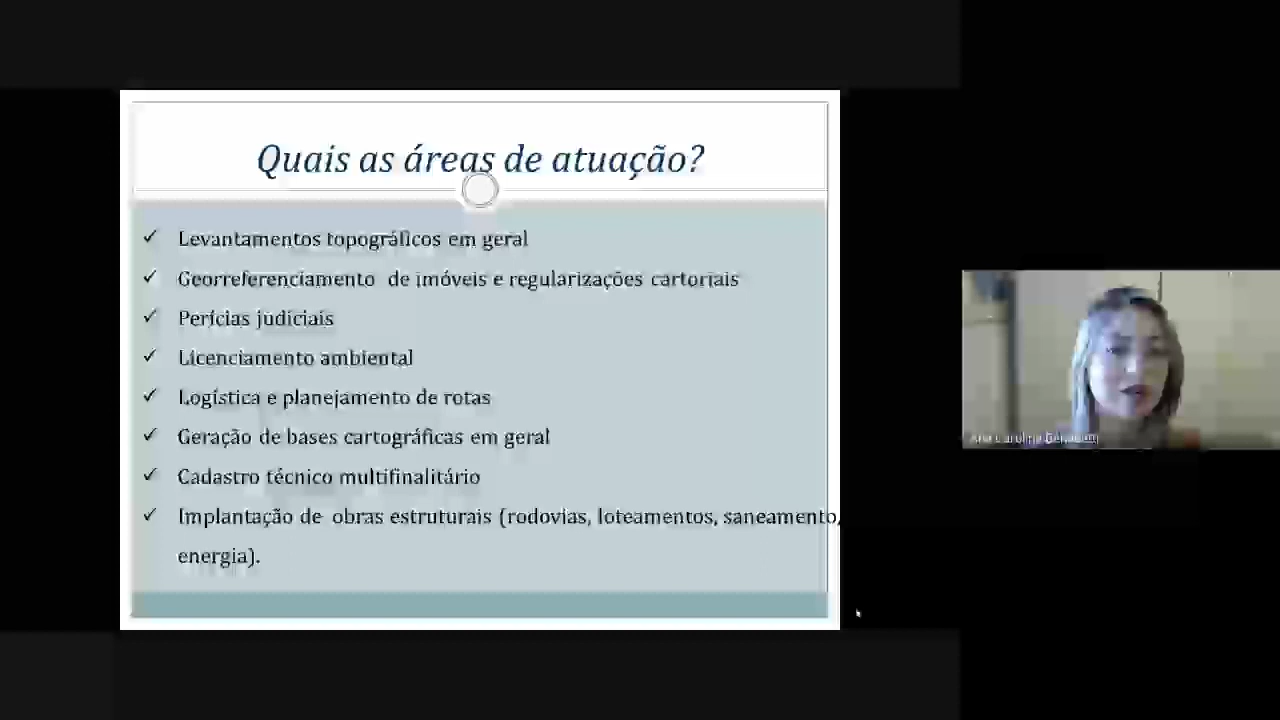 Quais as áreas de atuação?
✓ Levantamentos topográficos em geral
✓ Georreferenciamento de imóveis e regularizações cartoriais
✓ Perícias judiciais
✓ Licenciamento ambiental
✓ Logística e planejamento de rotas
✓ Geração de bases cartográficas em geral
✓ Cadastro técnico multifinalitário
✓ Implantação de obras estruturais (rodovias, loteamentos, saneamento,
energia).
Ana Carolina